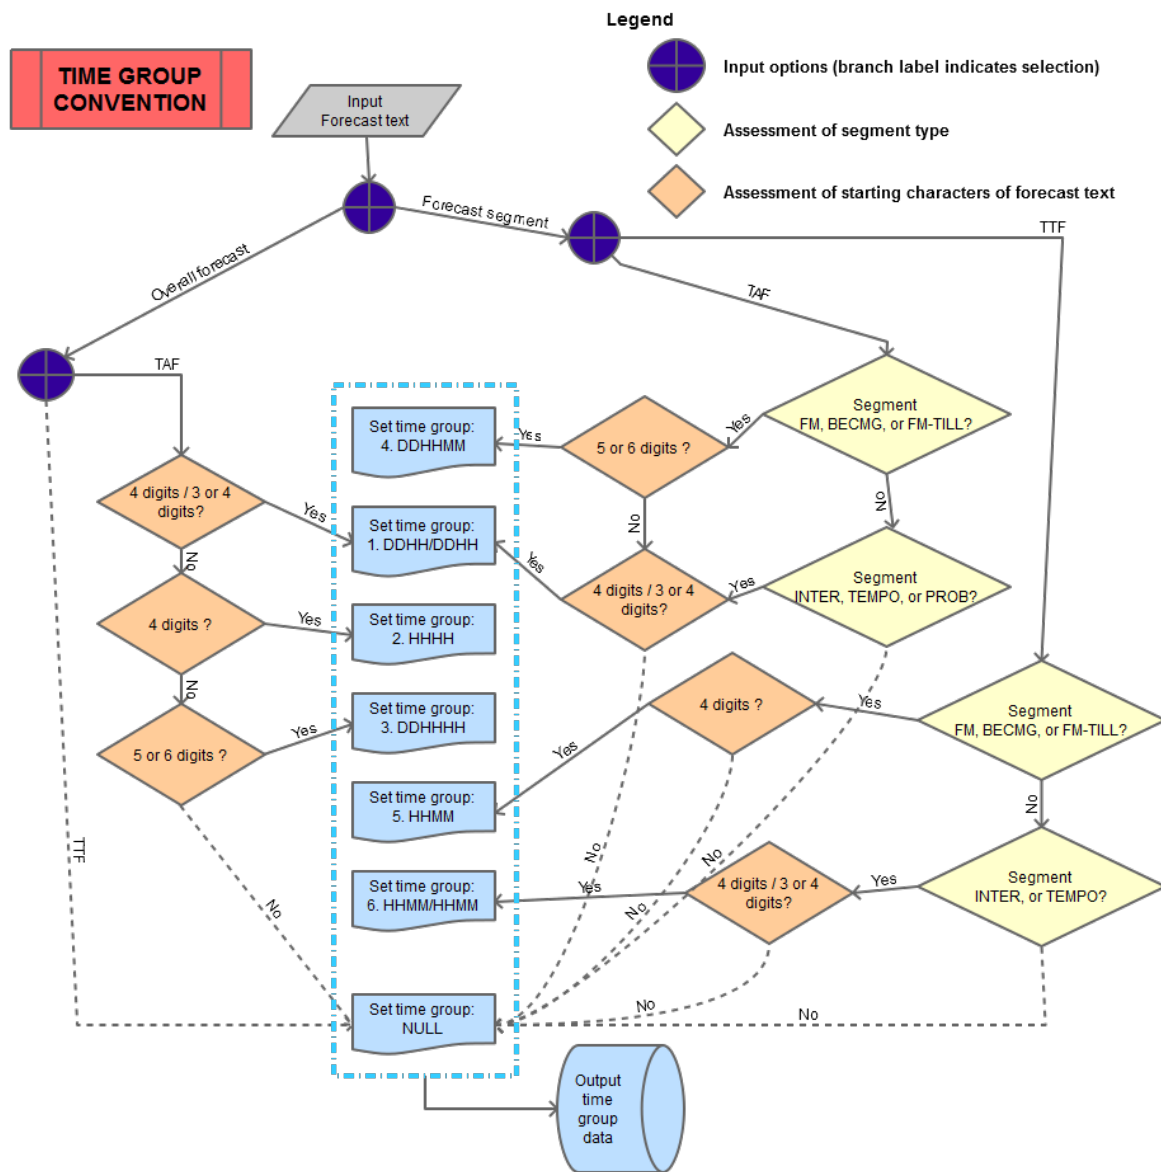 Legend
TIME GROUP
CONVENTION
Input
Forecast text
Input options (branch label indicates selection)
Assessment of segment type
Assessment of starting characters of forecast text
Forecast segment
TTF
Overall forecast
TAF
TAF
Segment
FM, BECMG, or FM-TILL?
Yes
5 or 6 digits ?
Yes
Set time group:
4. DDHHMM
4 digits / 3 or 4
digits?
Yes
Set time group:
1. DDHH/DDHH
No
No
Segment
INTER, TEMPO, or PROB?
Yes
4 digits / 3 or 4
digits?
Yes
No
4 digits ?
Yes
Set time group:
2. HHHH
No
5 or 6 digits ?
Yes
Set time group:
3. DDHHHH
4 digits ?
Yes
Segment
FM, BECMG, or FM-TILL?
Yes
Set time group:
5. HHMM
No
TTF
No
No
No
Segment
INTER, or TEMPO?
Yes
4 digits / 3 or 4
digits?
Yes
Set time group:
6. HHMM/HHMM
No
No
No
Set time group:
NULL
Output
time
group
data